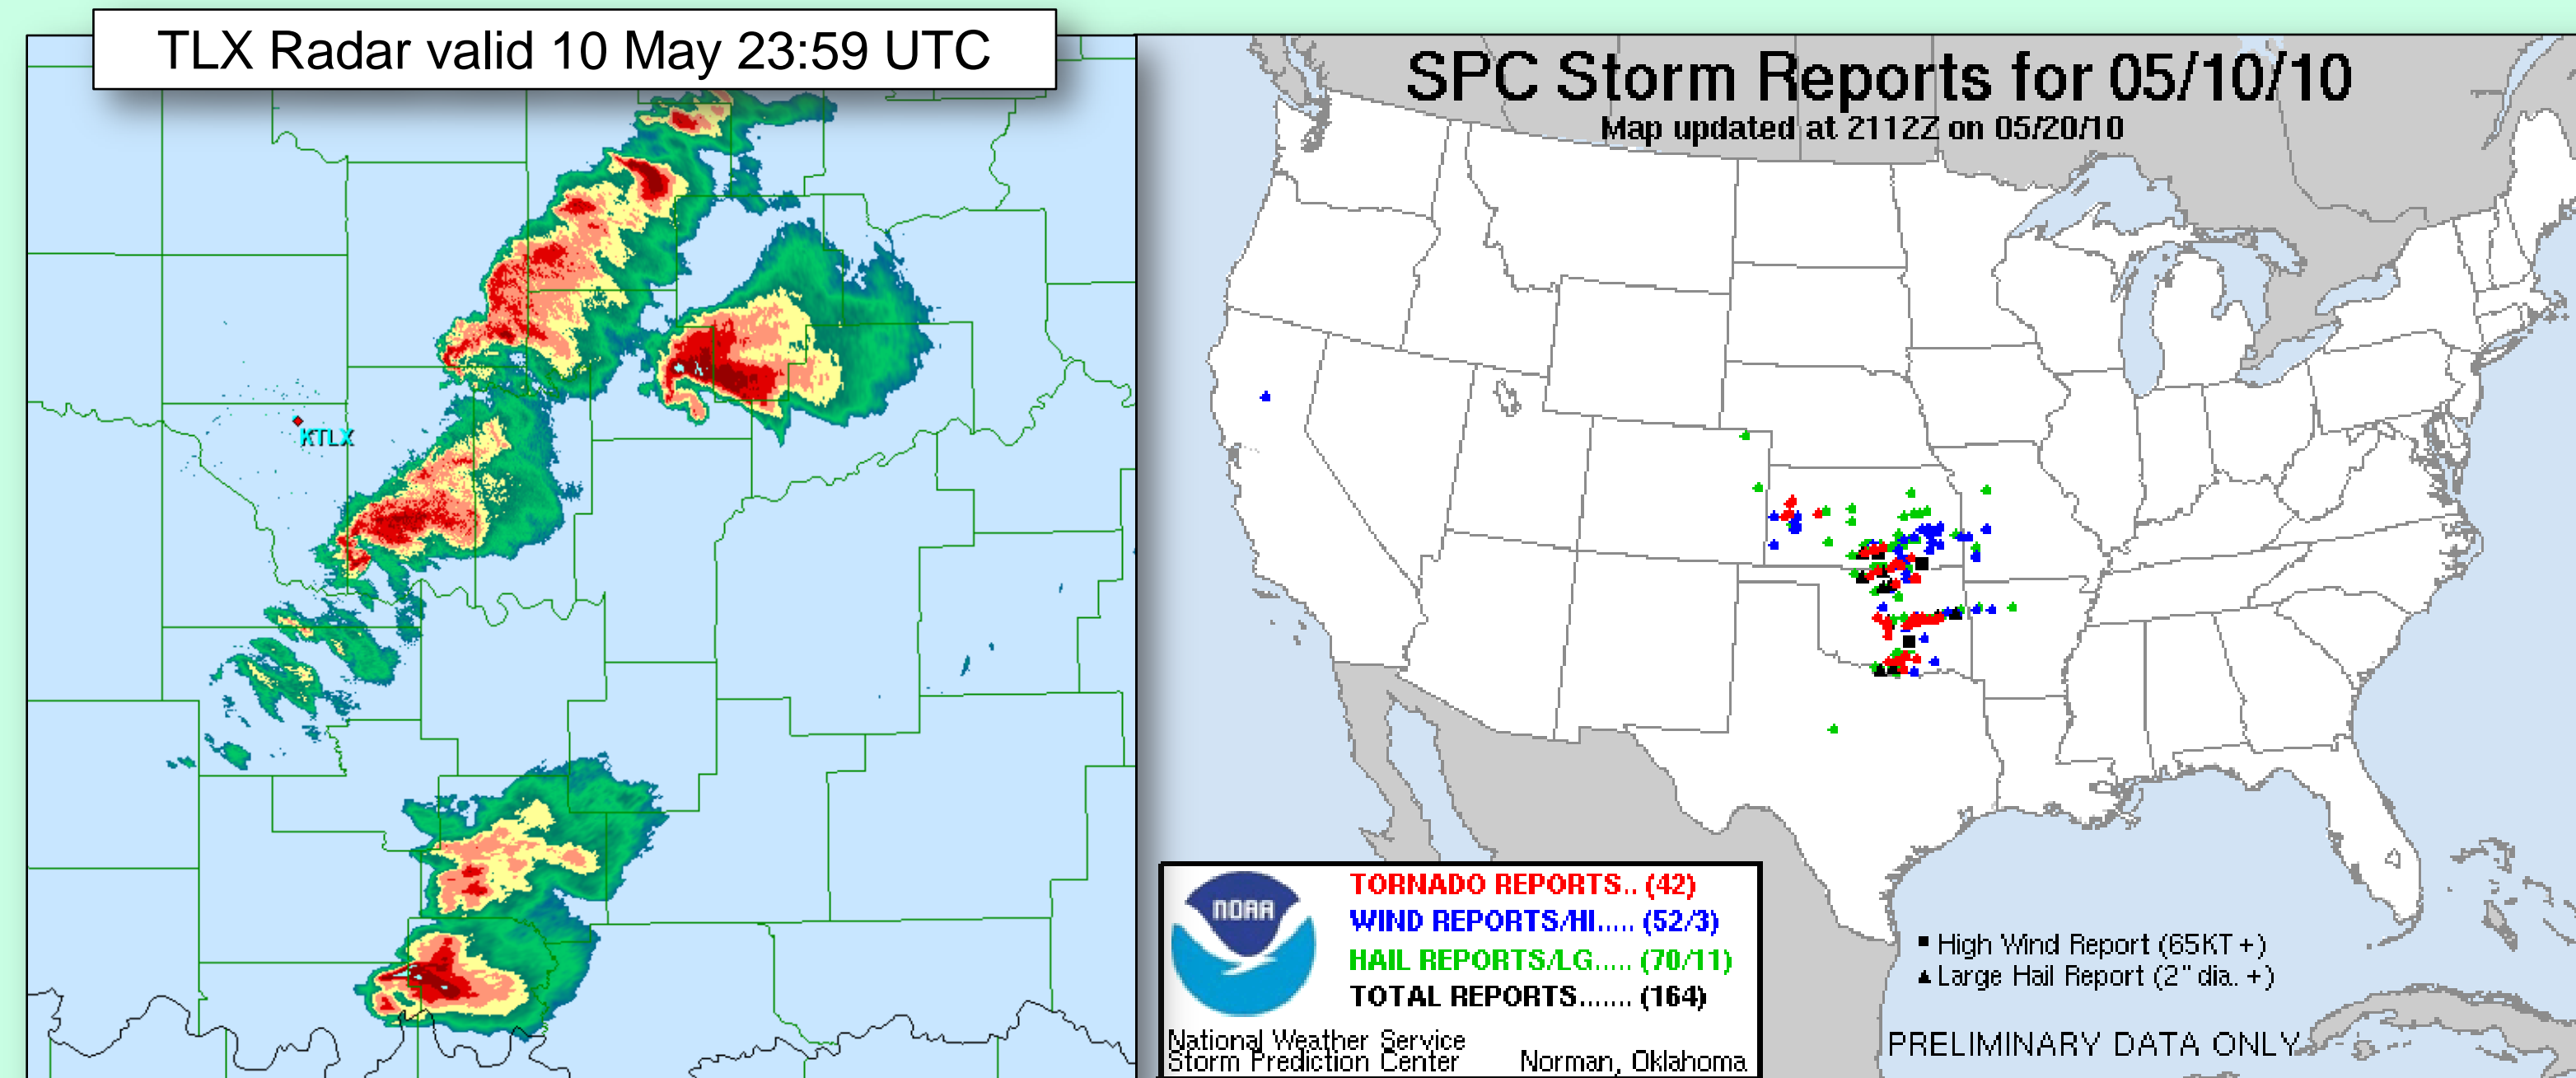 TLX Radar valid 10 May 23:59 UTC
KTLX
SPC Storm Reports for 05/10/10
Map updated at 2112Z on 05/20/10
NOAA
TORNADO REPORTS.. (42)
WIND REPORTS/HI..... (52/3)
HAIL REPORTS/LG..... (70/11)
TOTAL REPORTS....... (164)
National Weather Service
Storm Prediction Center Norman, Oklahoma
High Wind Report (65KT +)
Large Hail Report (2" dia. +)
PRELIMINARY DATA ONLY